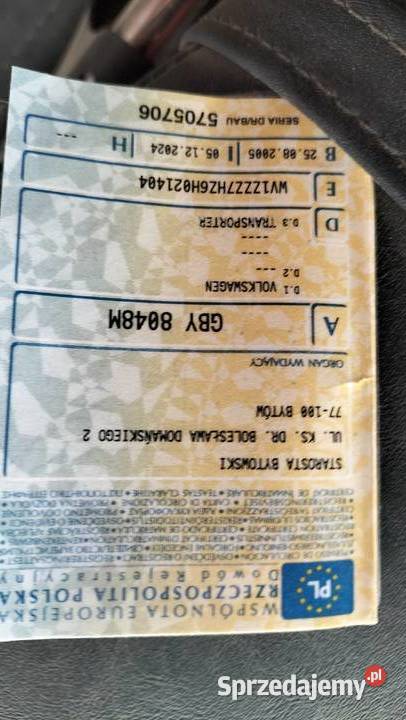 WSPÓLNOTA EUROPEJSKA
RZECZPOSPOLITA POLSKA
Dowód Rejestracyjny
PL
STAROSTA BYTOWSKI
UL. KS. DR. BOLESŁAWA DOMAŃSKIEGO 2
77-100 BYTÓW
ORGAN WYDAJĄCY
A GBY 8048M
D D.1 VOLKSWAGEN
D.2 ---
----
----
D.3 TRANSPORTER
E WV1ZZZ7HZ6H021404
B 25.08.2005 I 05.12.2024 H ---
SERIA DR/BAU 5705706
Sprzedajemy.pl